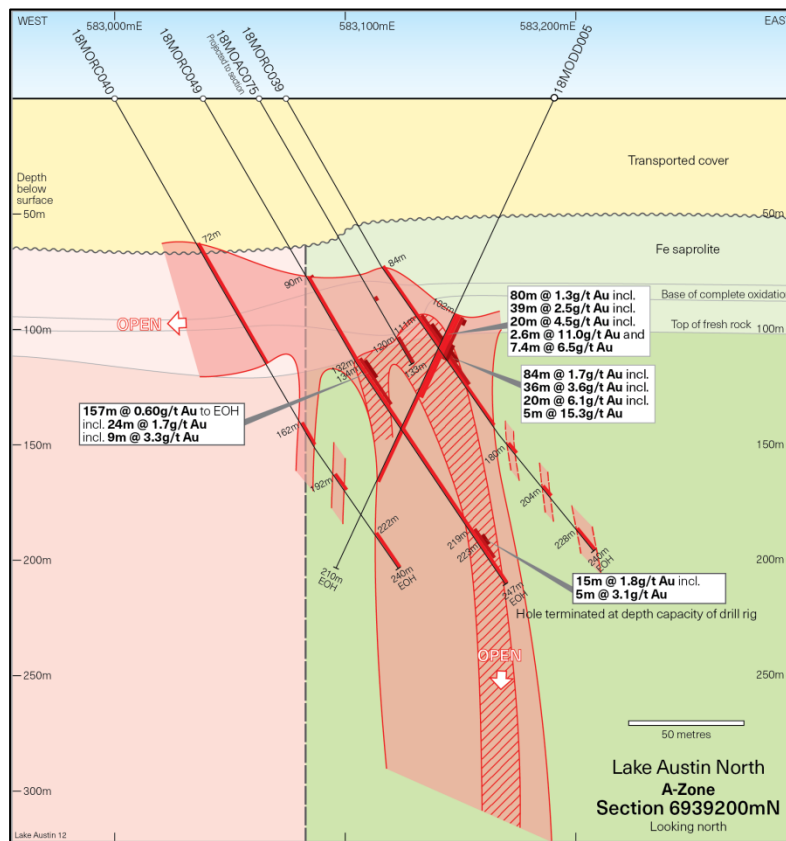 WEST
583,000mE
583,100mE
583,200mE
EAST
18MORC040
18MORC049
18MOAC075
Projected to section
18MORC039
18MODD005
Transported cover
Depth
below
surface
50m
50m
Fe saprolite
72m
84m
90m
102m
Base of complete oxidation
Top of fresh rock
OPEN
100m
100m
111m
120m
132m
134m
133m
80m @ 1.3g/t Au incl.
39m @ 2.5g/t Au incl.
20m @ 4.5g/t Au incl.
2.6m @ 11.0g/t Au and
7.4m @ 6.5g/t Au
84m @ 1.7g/t Au incl.
36m @ 3.6g/t Au incl.
20m @ 6.1g/t Au incl.
5m @ 15.3g/t Au
157m @ 0.60g/t Au to EOH
incl. 24m @ 1.7g/t Au
incl. 9m @ 3.3g/t Au
150m
150m
162m
180m
192m
204m
222m
219m
223m
228m
200m
200m
210m
EOH
240m
EOH
247m
EOH
240m
EOH
15m @ 1.8g/t Au incl.
5m @ 3.1g/t Au
Hole terminated at depth capacity of drill rig
OPEN
250m
250m
50 metres
300m
Lake Austin North
A-Zone
Section 6939200mN
Looking north
Lake Austin 12